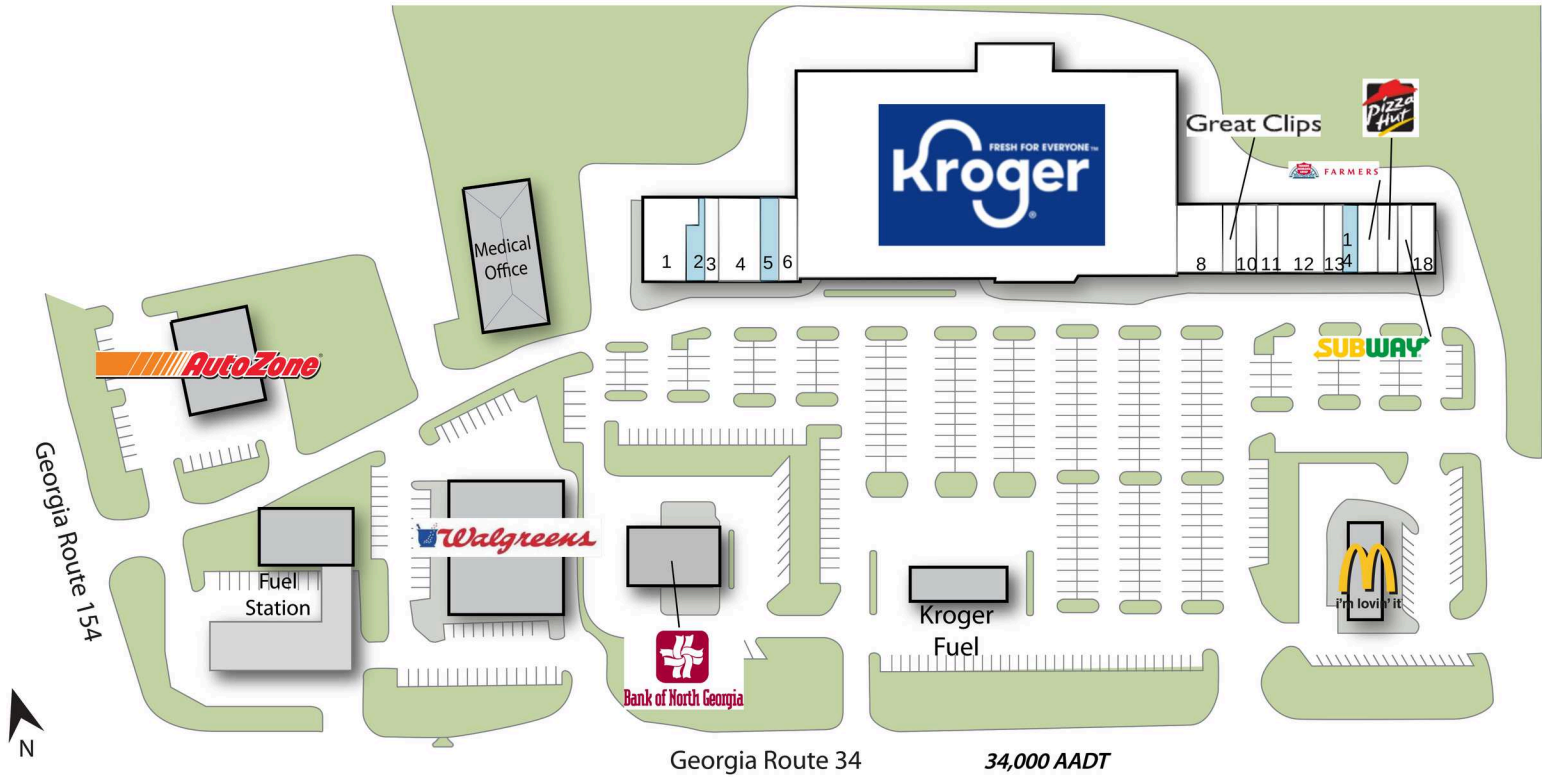 Kroger
FRESH FOR EVERYONE™
Great Clips
Pizza
Hut
FARMERS
Medical
Office
1
2
3
4
5
6
8
10
11
12
13
1
4
18
AutoZone
SUBWAY
Georgia Route 154
Walgreens
Fuel
Station
Bank of North Georgia
Kroger
Fuel
i'm lovin' it
N
Georgia Route 34
34,000 AADT